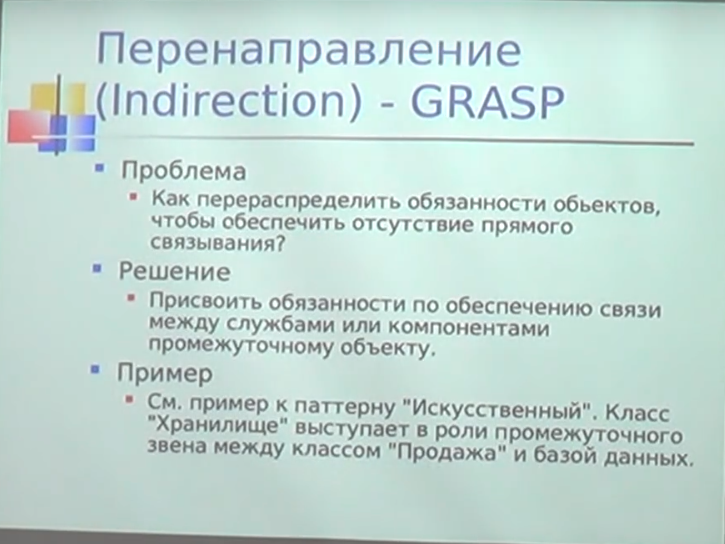 Перенаправление
(Indirection) - GRASP
Проблема
Как перераспределить обязанности обьектов,
чтобы обеспечить отсутствие прямого
связывания?
Решение
Присвоить обязанности по обеспечению связи
между службами или компонентами
промежуточному объекту.
Пример
См. пример к паттерну "Искусственный". Класс
"Хранилище" выступает в роли промежуточного
звена между классом "Продажа" и базой данных.